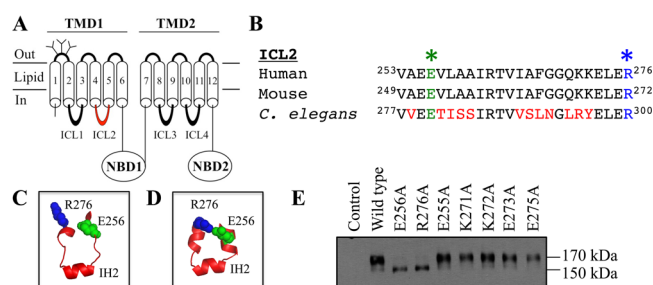 A
TMD1 TMD2
Out
Lipid
In
1 2 3 4 5 6 7 8 9 10 11 12
ICL1 ICL2 ICL3 ICL4
NBD1 NBD2
B
* *
ICL2
Human 253VAEEVLAAIRTVIAFGGQKKELER276
Mouse 249VAEEVLAAIRTVIAFGGQKKELER272
C. elegans 277VEETISSIRTVVSLNGLRYELER300
C
R276
E256
IH2
D
R276
E256
IH2
E
Control
Wild type
E256A
R276A
E255A
K271A
K272A
E273A
E275A
170 kDa
150 kDa